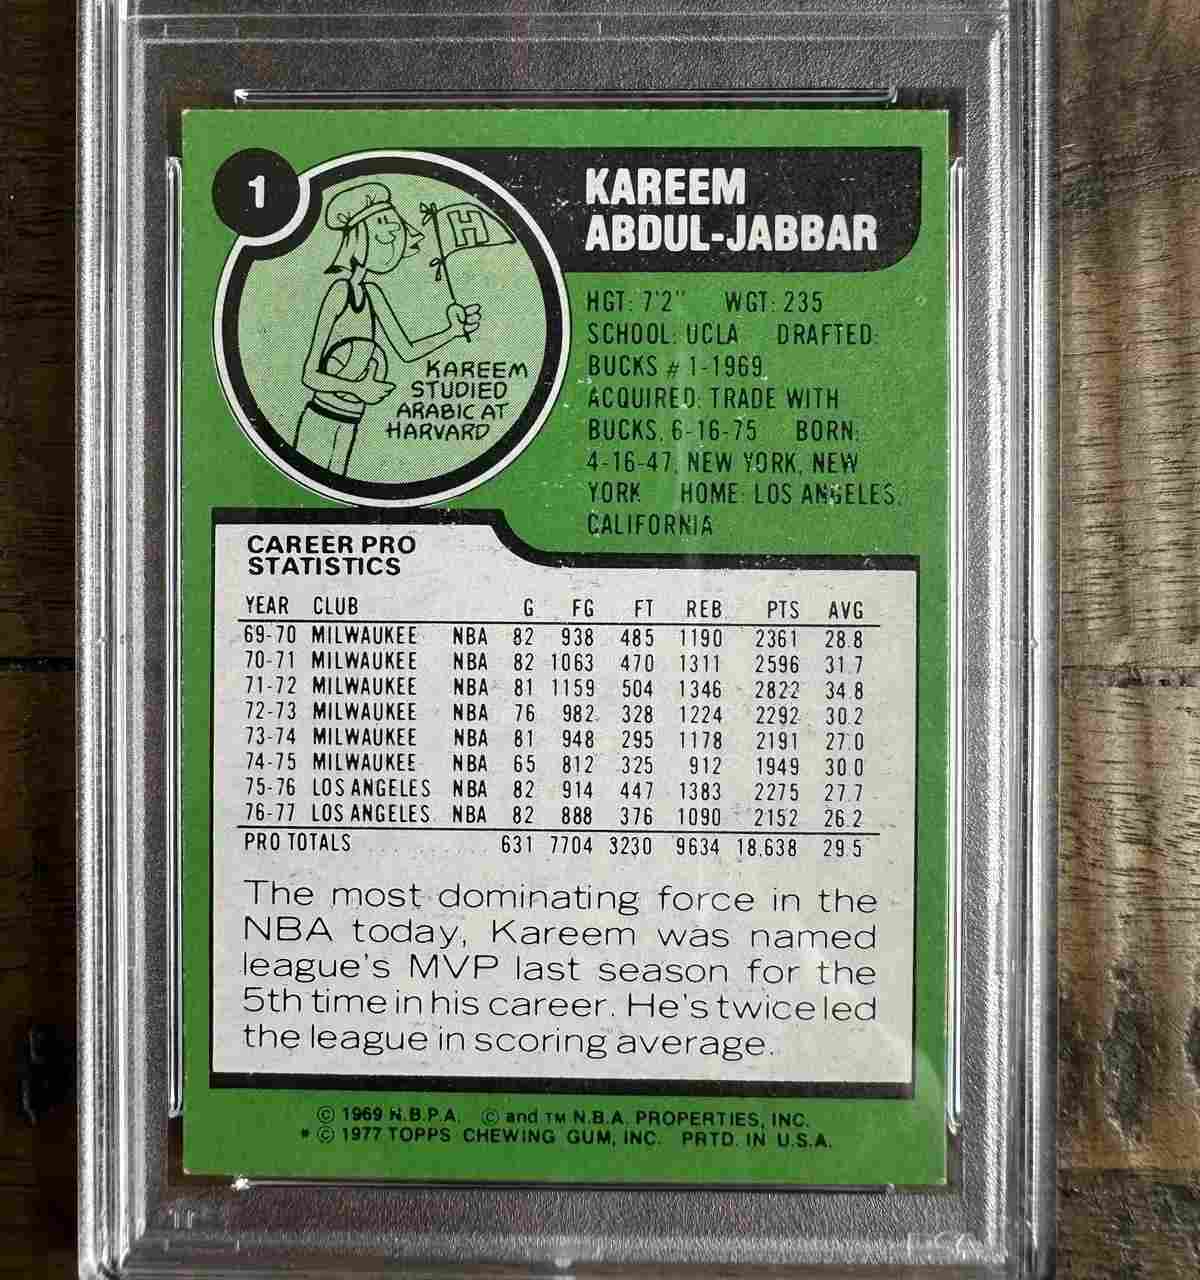 1
KAREEM
ABDUL-JABBAR
H
KAREEM
STUDIED
ARABIC AT
HARVARD
HGT: 7'2" WGT: 235
SCHOOL: UCLA DRAFTED:
BUCKS #1-1969
ACQUIRED: TRADE WITH
BUCKS, 6-16-75 BORN:
4-16-47, NEW YORK, NEW
YORK HOME: LOS ANGELES,
CALIFORNIA
CAREER PRO
STATISTICS
YEAR CLUB G FG FT REB PTS AVG
69-70 MILWAUKEE NBA 82 938 485 1190 2361 28.8
70-71 MILWAUKEE NBA 82 1063 470 1311 2596 31.7
71-72 MILWAUKEE NBA 81 1159 504 1346 2822 34.8
72-73 MILWAUKEE NBA 76 982 328 1224 2292 30.2
73-74 MILWAUKEE NBA 81 948 295 1178 2191 27.0
74-75 MILWAUKEE NBA 65 812 325 912 1949 30.0
75-76 LOS ANGELES NBA 82 914 447 1383 2275 27.7
76-77 LOS ANGELES NBA 82 888 376 1090 2152 26.2
PRO TOTALS 631 7704 3230 9634 18,638 29.5
The most dominating force in the
NBA today, Kareem was named
league's MVP last season for the
5th time in his career. He's twice led
the league in scoring average.
© 1969 N.B.P.A. © and TM N.B.A. PROPERTIES, INC.
* © 1977 TOPPS CHEWING GUM, INC. PRTD. IN U.S.A.